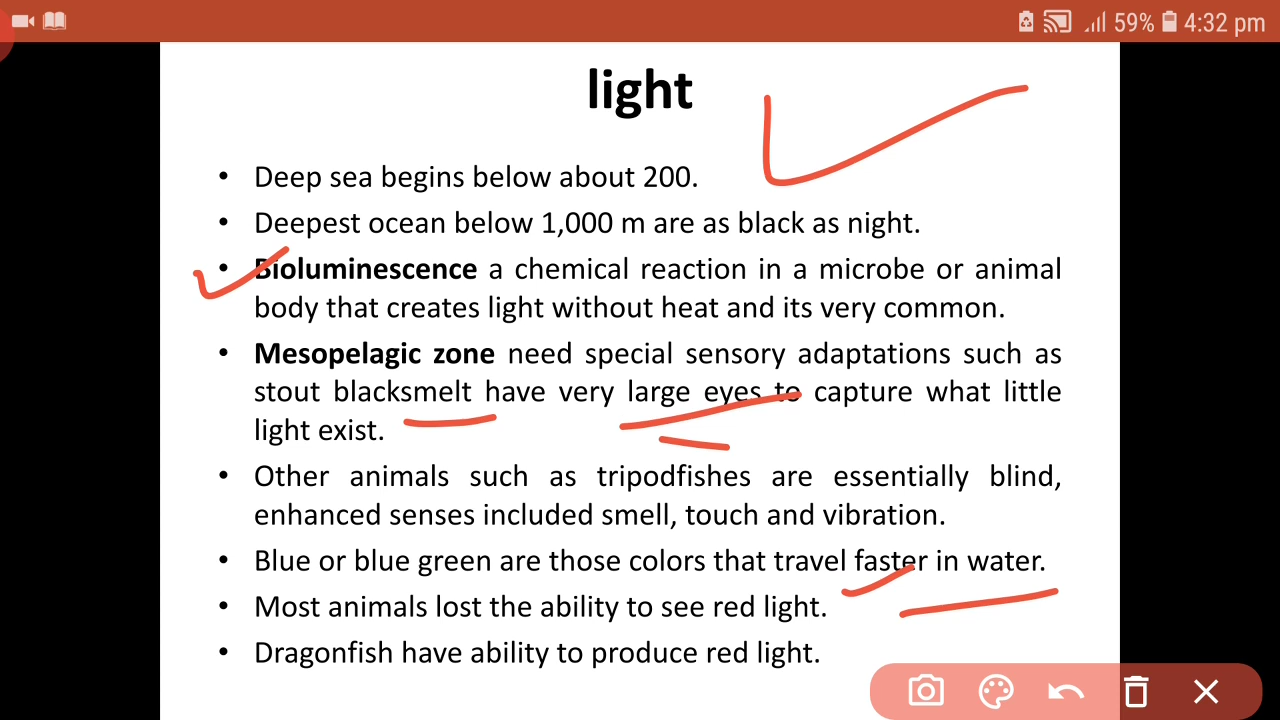 59% 4:32 pm
light
• Deep sea begins below about 200.
• Deepest ocean below 1,000 m are as black as night.
• Bioluminescence a chemical reaction in a microbe or animal
body that creates light without heat and its very common.
• Mesopelagic zone need special sensory adaptations such as
stout blacksmelt have very large eyes to capture what little
light exist.
• Other animals such as tripodfishes are essentially blind,
enhanced senses included smell, touch and vibration.
• Blue or blue green are those colors that travel faster in water.
• Most animals lost the ability to see red light.
• Dragonfish have ability to produce red light.